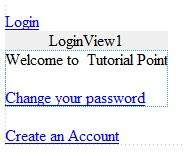 Login
LoginView1
Welcome to Tutorial Point
Change your password
Create an Account